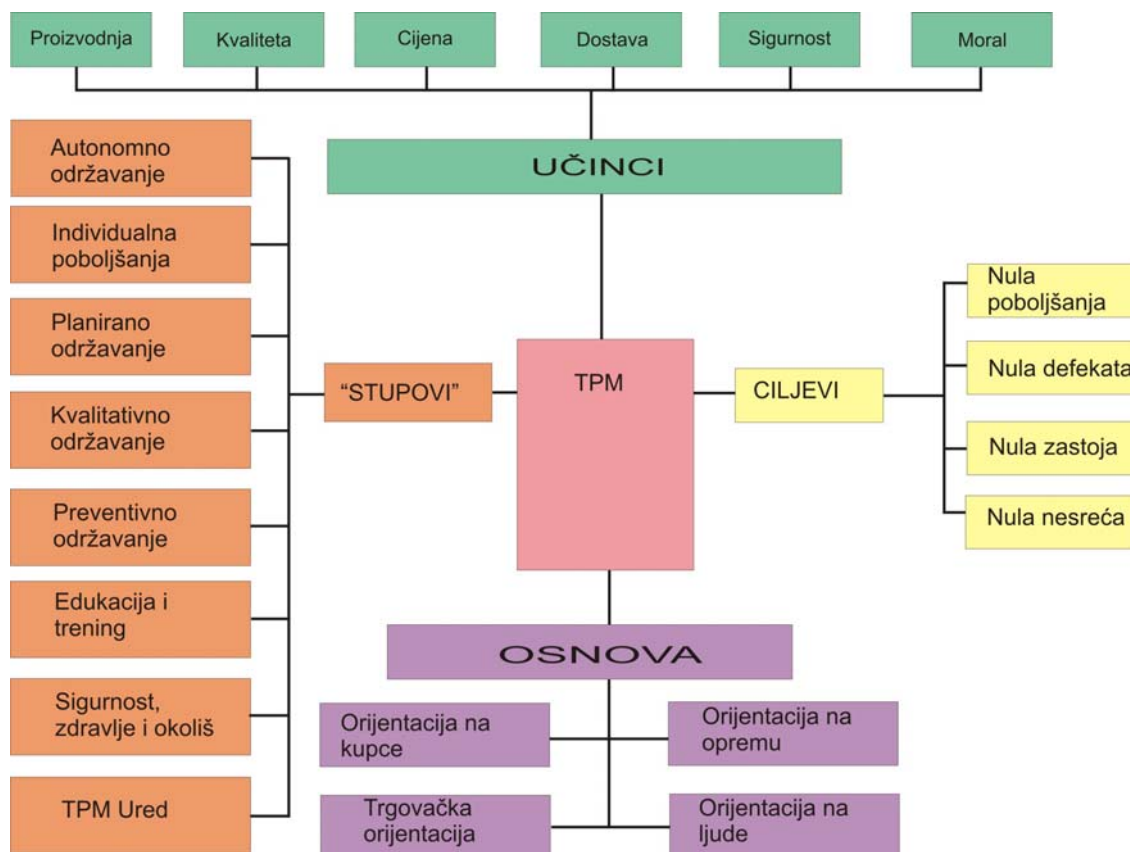 Proizvodnja
Kvaliteta
Cijena
Dostava
Sigurnost
Moral
UČINCI
Autonomno
održavanje
Individualna
poboljšanja
Planirano
održavanje
Kvalitativno
održavanje
Preventivno
održavanje
Edukacija i
trening
Sigurnost,
zdravlje i okoliš
TPM Ured
“STUPOVI”
TPM
CILJEVI
Nula
poboljšanja
Nula defekata
Nula zastoja
Nula nesreća
OSNOVA
Orijentacija na
kupce
Orijentacija na
opremu
Trgovačka
orijentacija
Orijentacija na
ljude